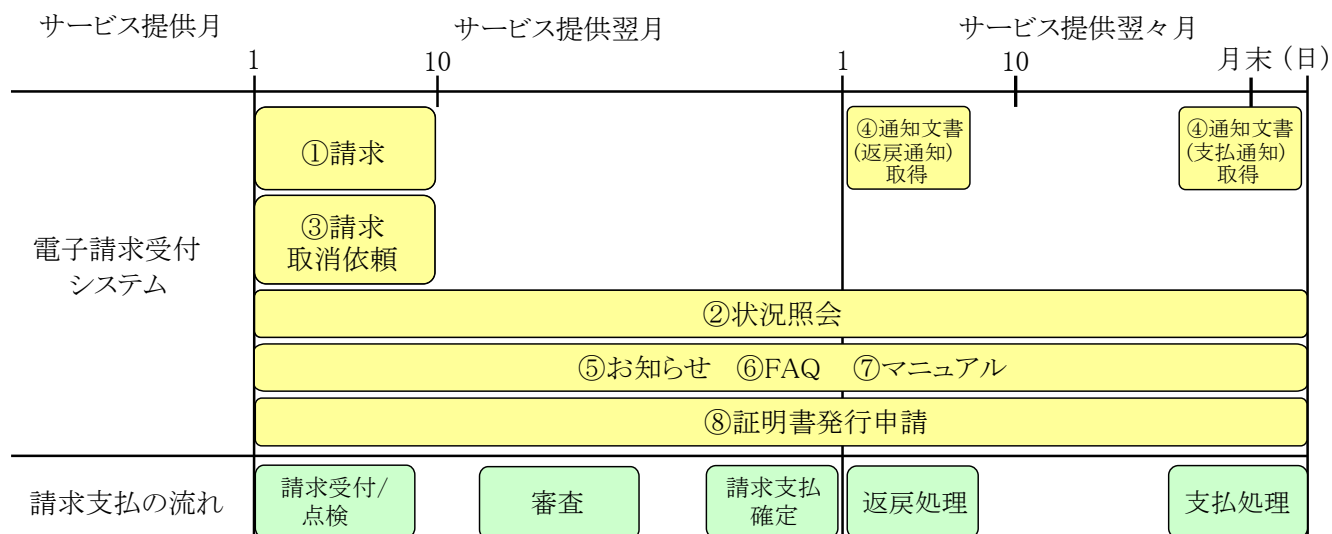 サービス提供月
サービス提供翌月
サービス提供翌々月
1
10
1
10
月末(日)
電子請求受付
システム
①請求
③請求
取消依頼
④通知文書
(返戻通知)
取得
④通知文書
(支払通知)
取得
②状況照会
⑤お知らせ ⑥FAQ ⑦マニュアル
⑧証明書発行申請
請求支払の流れ
請求受付/
点検
審査
請求支払
確定
返戻処理
支払処理